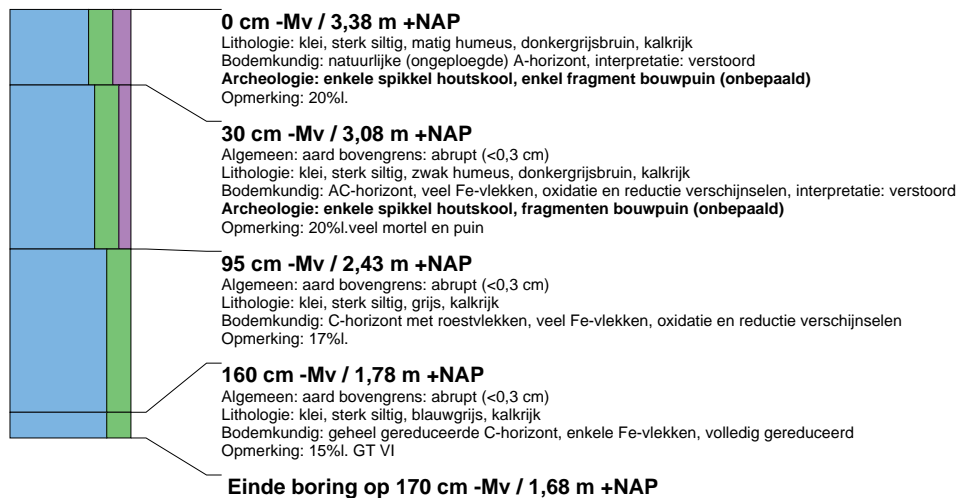 0 cm -Mv / 3,38 m +NAP
Lithologie: klei, sterk siltig, matig humeus, donkergrijsbruin, kalkrijk
Bodemkundig: natuurlijke (ongeploegde) A-horizont, interpretatie: verstoord
Archeologie: enkele spikkel houtskool, enkel fragment bouwpuin (onbepaald)
Opmerking: 20%l.
30 cm -Mv / 3,08 m +NAP
Algemeen: aard bovengrens: abrupt (<0,3 cm)
Lithologie: klei, sterk siltig, zwak humeus, donkergrijsbruin, kalkrijk
Bodemkundig: AC-horizont, veel Fe-vlekken, oxidatie en reductie verschijnselen, interpretatie: verstoord
Archeologie: enkele spikkel houtskool, fragmenten bouwpuin (onbepaald)
Opmerking: 20%l.veel mortel en puin
95 cm -Mv / 2,43 m +NAP
Algemeen: aard bovengrens: abrupt (<0,3 cm)
Lithologie: klei, sterk siltig, grijs, kalkrijk
Bodemkundig: C-horizont met roestvlekken, veel Fe-vlekken, oxidatie en reductie verschijnselen
Opmerking: 17%l.
160 cm -Mv / 1,78 m +NAP
Algemeen: aard bovengrens: abrupt (<0,3 cm)
Lithologie: klei, sterk siltig, blauwgrijs, kalkrijk
Bodemkundig: geheel gereduceerde C-horizont, enkele Fe-vlekken, volledig gereduceerd
Opmerking: 15%l. GT VI
Einde boring op 170 cm -Mv / 1,68 m +NAP